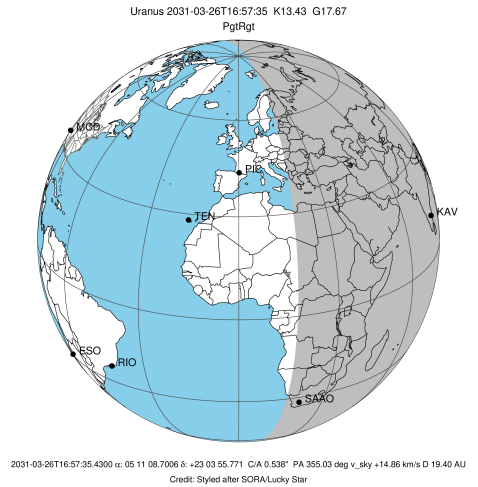 Uranus 2031-03-26T16:57:35 K13.43 G17.67
PgtRgt
MCD
PIC
TEN
KAV
ESO
RIO
SAAO
2031-03-26T16:57:35.4300 α: 05 11 08.7006 δ: +23 03 55.771 C/A 0.538" PA 355.03 deg v_sky +14.86 km/s D 19.40 AU
Credit: Styled after SORA/Lucky Star